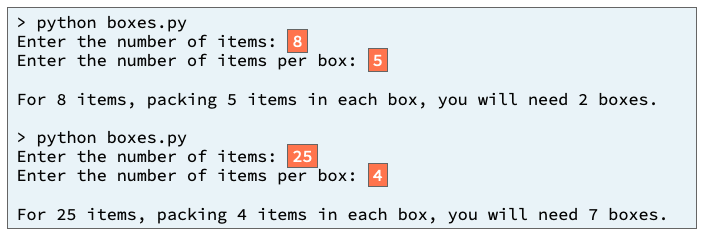 > python boxes.py
Enter the number of items: 8
Enter the number of items per box: 5
For 8 items, packing 5 items in each box, you will need 2 boxes.
> python boxes.py
Enter the number of items: 25
Enter the number of items per box: 4
For 25 items, packing 4 items in each box, you will need 7 boxes.